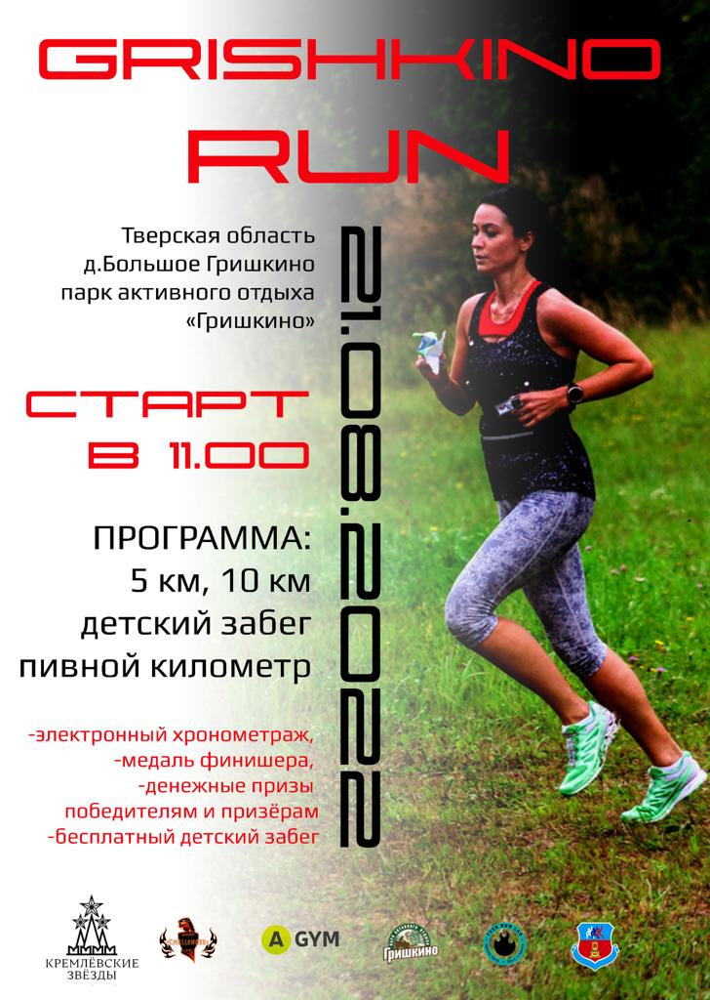 GRISHKINO
RUN
Тверская область
д.Большое Гришкино
парк активного отдыха
«Гришкино»
21.08.2022
СТАРТ
В 11.00
ПРОГРАММА:
5 км, 10 км
детский забег
пивной километр
-электронный хронометраж,
-медаль финишера,
-денежные призы
победителям и призёрам
-бесплатный детский забег
КРЕМЛЁВСКИЕ
ЗВЁЗДЫ
A GYM
Гришкино